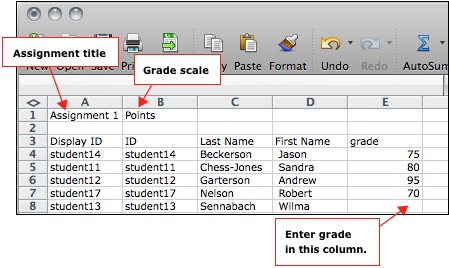 Assignment title
Grade scale
New Open Save Paste Format Undo Redo AutoSum
A B C D E
1 Assignment 1 Points
2
3 Display ID ID Last Name First Name grade
4 student14 student14 Beckerson Jason 75
5 student11 student11 Chess-Jones Sandra 80
6 student12 student12 Garterson Andrew 95
7 student17 student17 Nelson Robert 70
8 student13 student13 Sennabach Wilma
Enter grade
in this column.